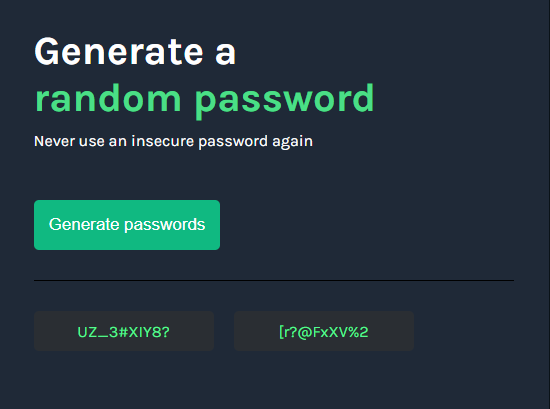 Generate a
random password
Never use an insecure password again
Generate passwords
UZ_3#XIY8?
[r?@FxXV%2